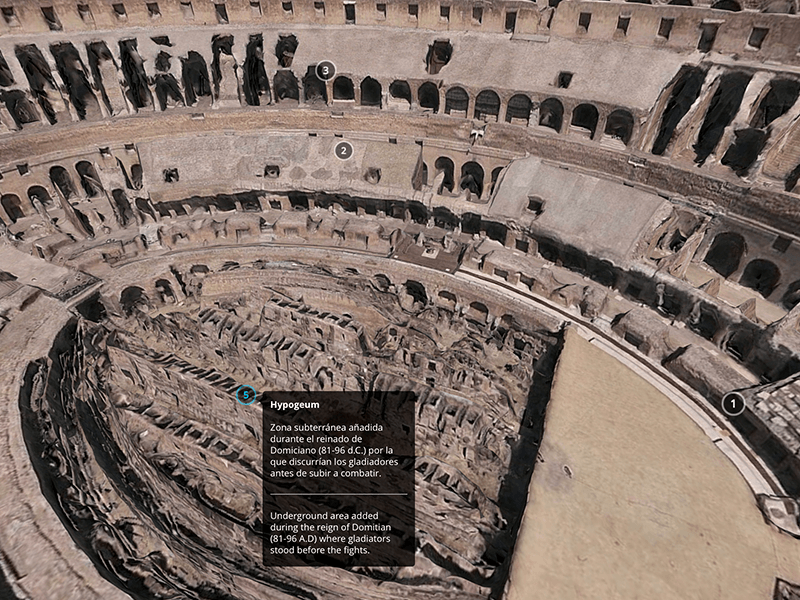 3
2
1
5
Hypogeum
Zona subterránea añadida
durante el reinado de
Domiciano (81-96 d.C.) por la
que discurrían los gladiadores
antes de subir a combatir.
Underground area added
during the reign of Domitian
(81-96 A.D) where gladiators
stood before the fights.